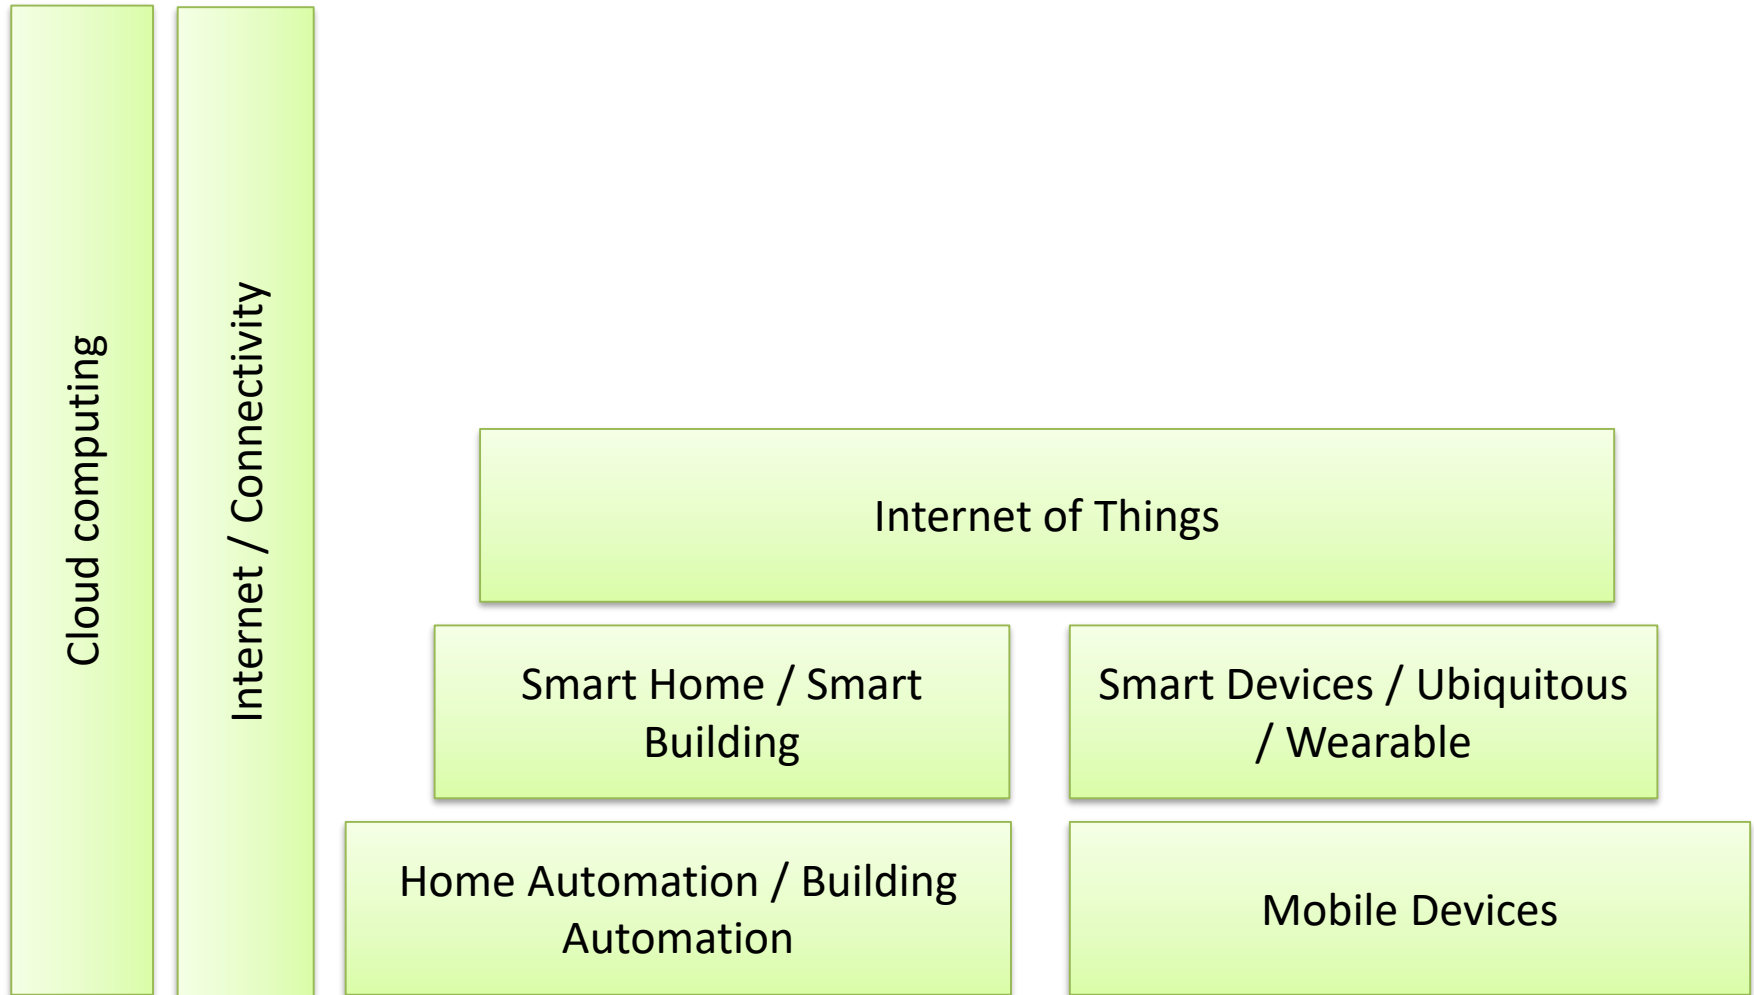 Cloud computing
Internet / Connectivity
Internet of Things
Smart Home / Smart
Building
Smart Devices / Ubiquitous
/ Wearable
Home Automation / Building
Automation
Mobile Devices